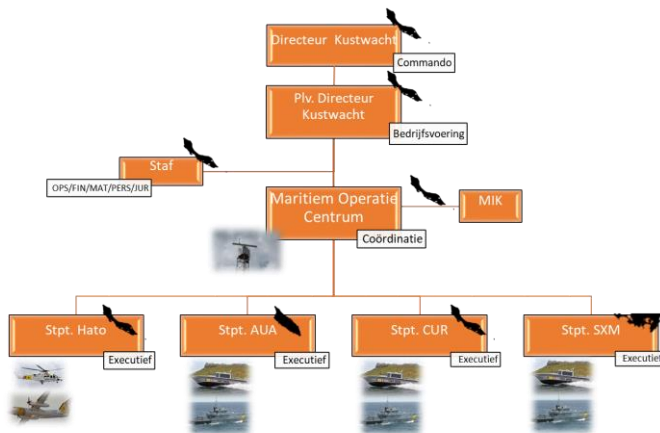 Directeur Kustwacht
Commando
Plv. Directeur
Kustwacht
Bedrijfsvoering
Staf
OPS/FIN/MAT/PERS/JUR
Maritiem Operatie
Centrum
MIK
Coördinatie
Stpt. Hato
Executief
Stpt. AUA
Executief
Stpt. CUR
Executief
Stpt. SXM
Executief